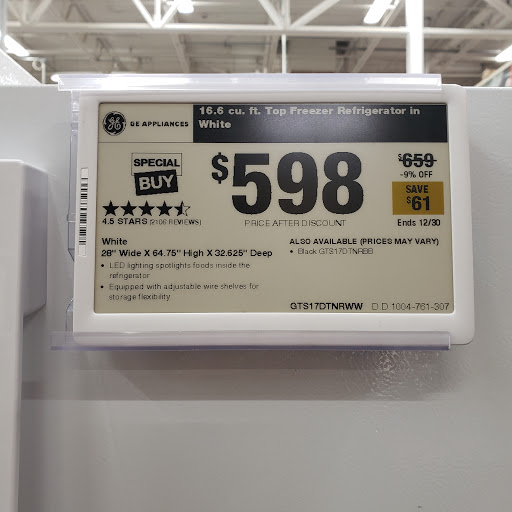 GE APPLIANCES
16.6 cu. ft. Top Freezer Refrigerator in
White
SPECIAL
BUY
$598
$659
-9% OFF
SAVE
$61
Ends 12/30
4.5 STARS (2106 REVIEWS)
PRICE AFTER DISCOUNT
White
28" Wide X 64.75" High X 32.625" Deep
• LED lighting spotlights foods inside the
refrigerator
• Equipped with adjustable wire shelves for
storage flexibility
ALSO AVAILABLE (PRICES MAY VARY)
• Black GTS17DTNRBB
GTS17DTNRWW D.D 1004-761-397